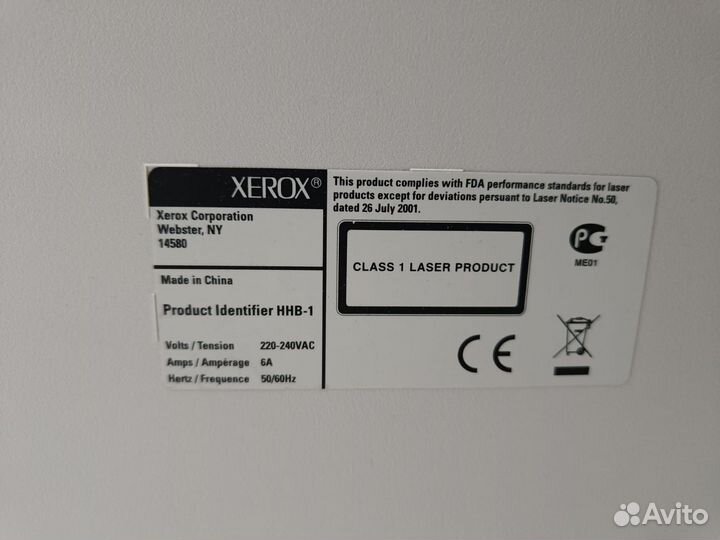 XEROX®
Xerox Corporation
Webster, NY
14580
Made in China
Product Identifier HHB-1
Volts / Tension 220-240VAC
Amps / Ampérage 6A
Hertz / Frequence 50/60Hz
This product complies with FDA performance standards for laser
products except for deviations persuant to Laser Notice No.50,
dated 26 July 2001.
CLASS 1 LASER PRODUCT
РСТ
ME01
CE
Avito